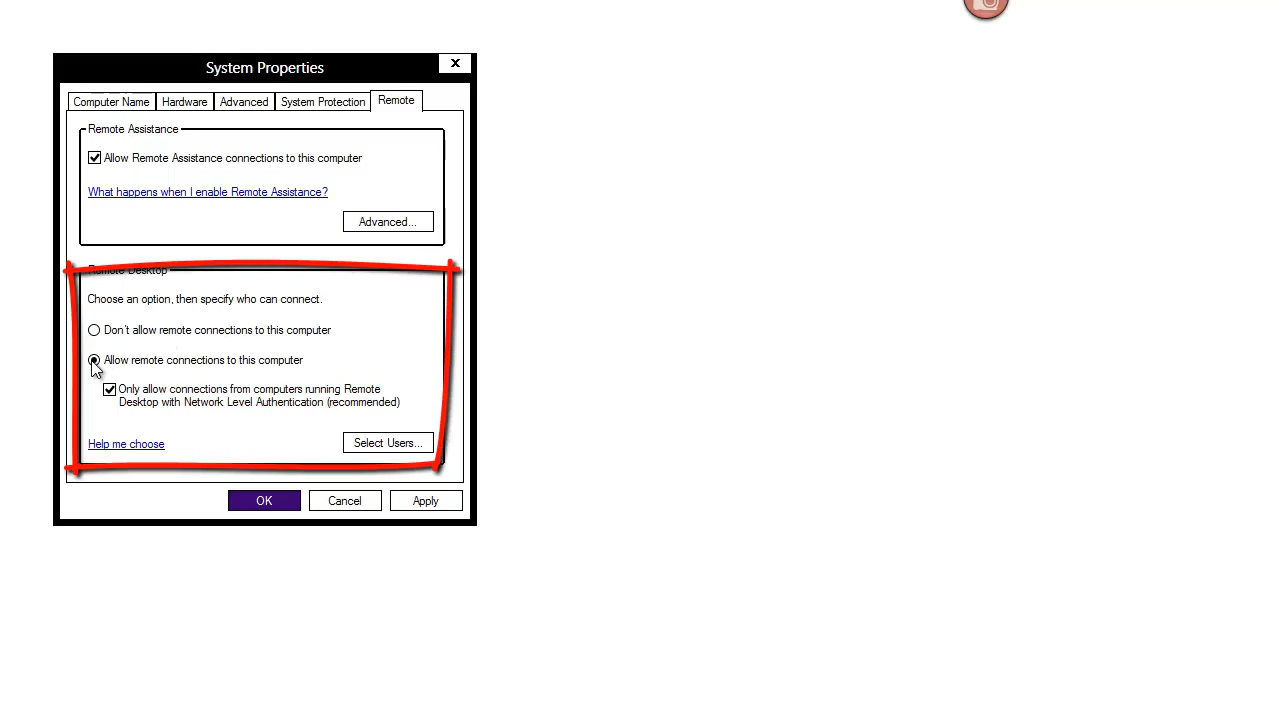 System Properties
X
Computer Name
Hardware
Advanced
System Protection
Remote
Remote Assistance
Allow Remote Assistance connections to this computer
What happens when I enable Remote Assistance?
Advanced...
Remote Desktop
Choose an option, then specify who can connect.
Don't allow remote connections to this computer
Allow remote connections to this computer
Only allow connections from computers running Remote
Desktop with Network Level Authentication (recommended)
Help me choose
Select Users...
OK
Cancel
Apply